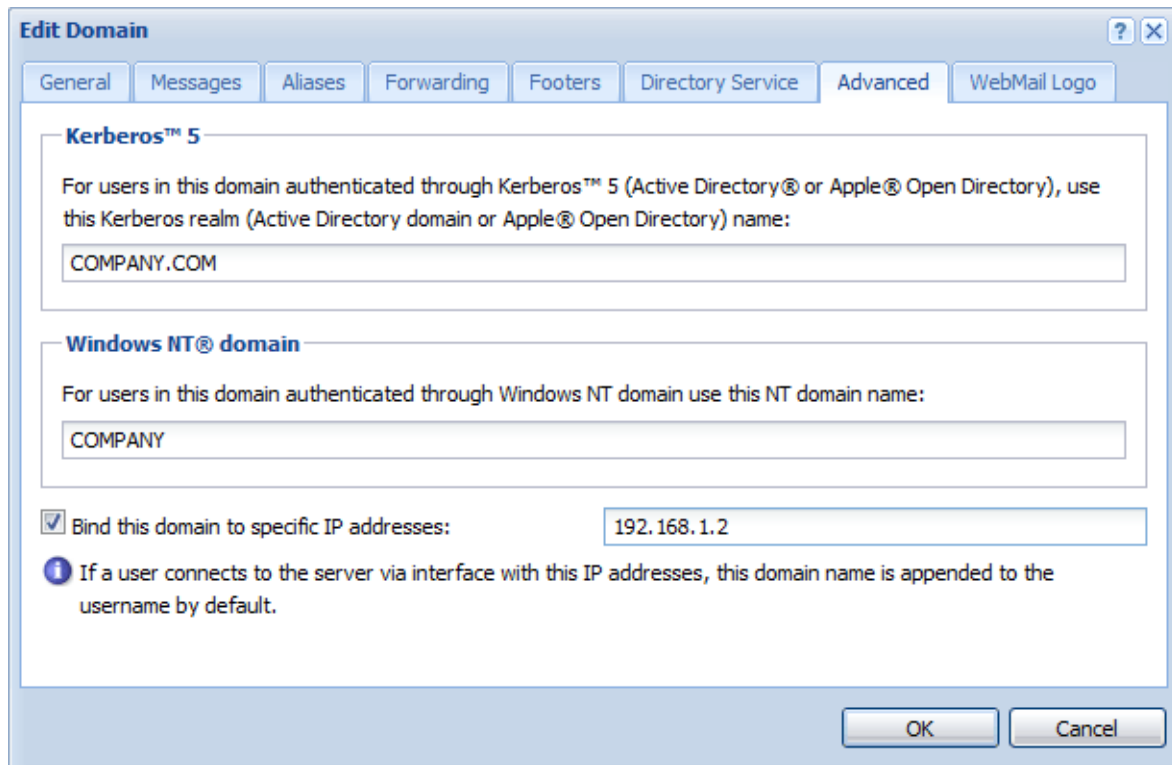 Edit Domain
?
General Messages Aliases Forwarding Footers Directory Service Advanced WebMail Logo
Kerberos™ 5
For users in this domain authenticated through Kerberos™ 5 (Active Directory® or Apple® Open Directory), use
this Kerberos realm (Active Directory domain or Apple® Open Directory) name:
COMPANY.COM
Windows NT® domain
For users in this domain authenticated through Windows NT domain use this NT domain name:
COMPANY
Bind this domain to specific IP addresses: 192.168.1.2
If a user connects to the server via interface with this IP addresses, this domain name is appended to the
username by default.
OK Cancel